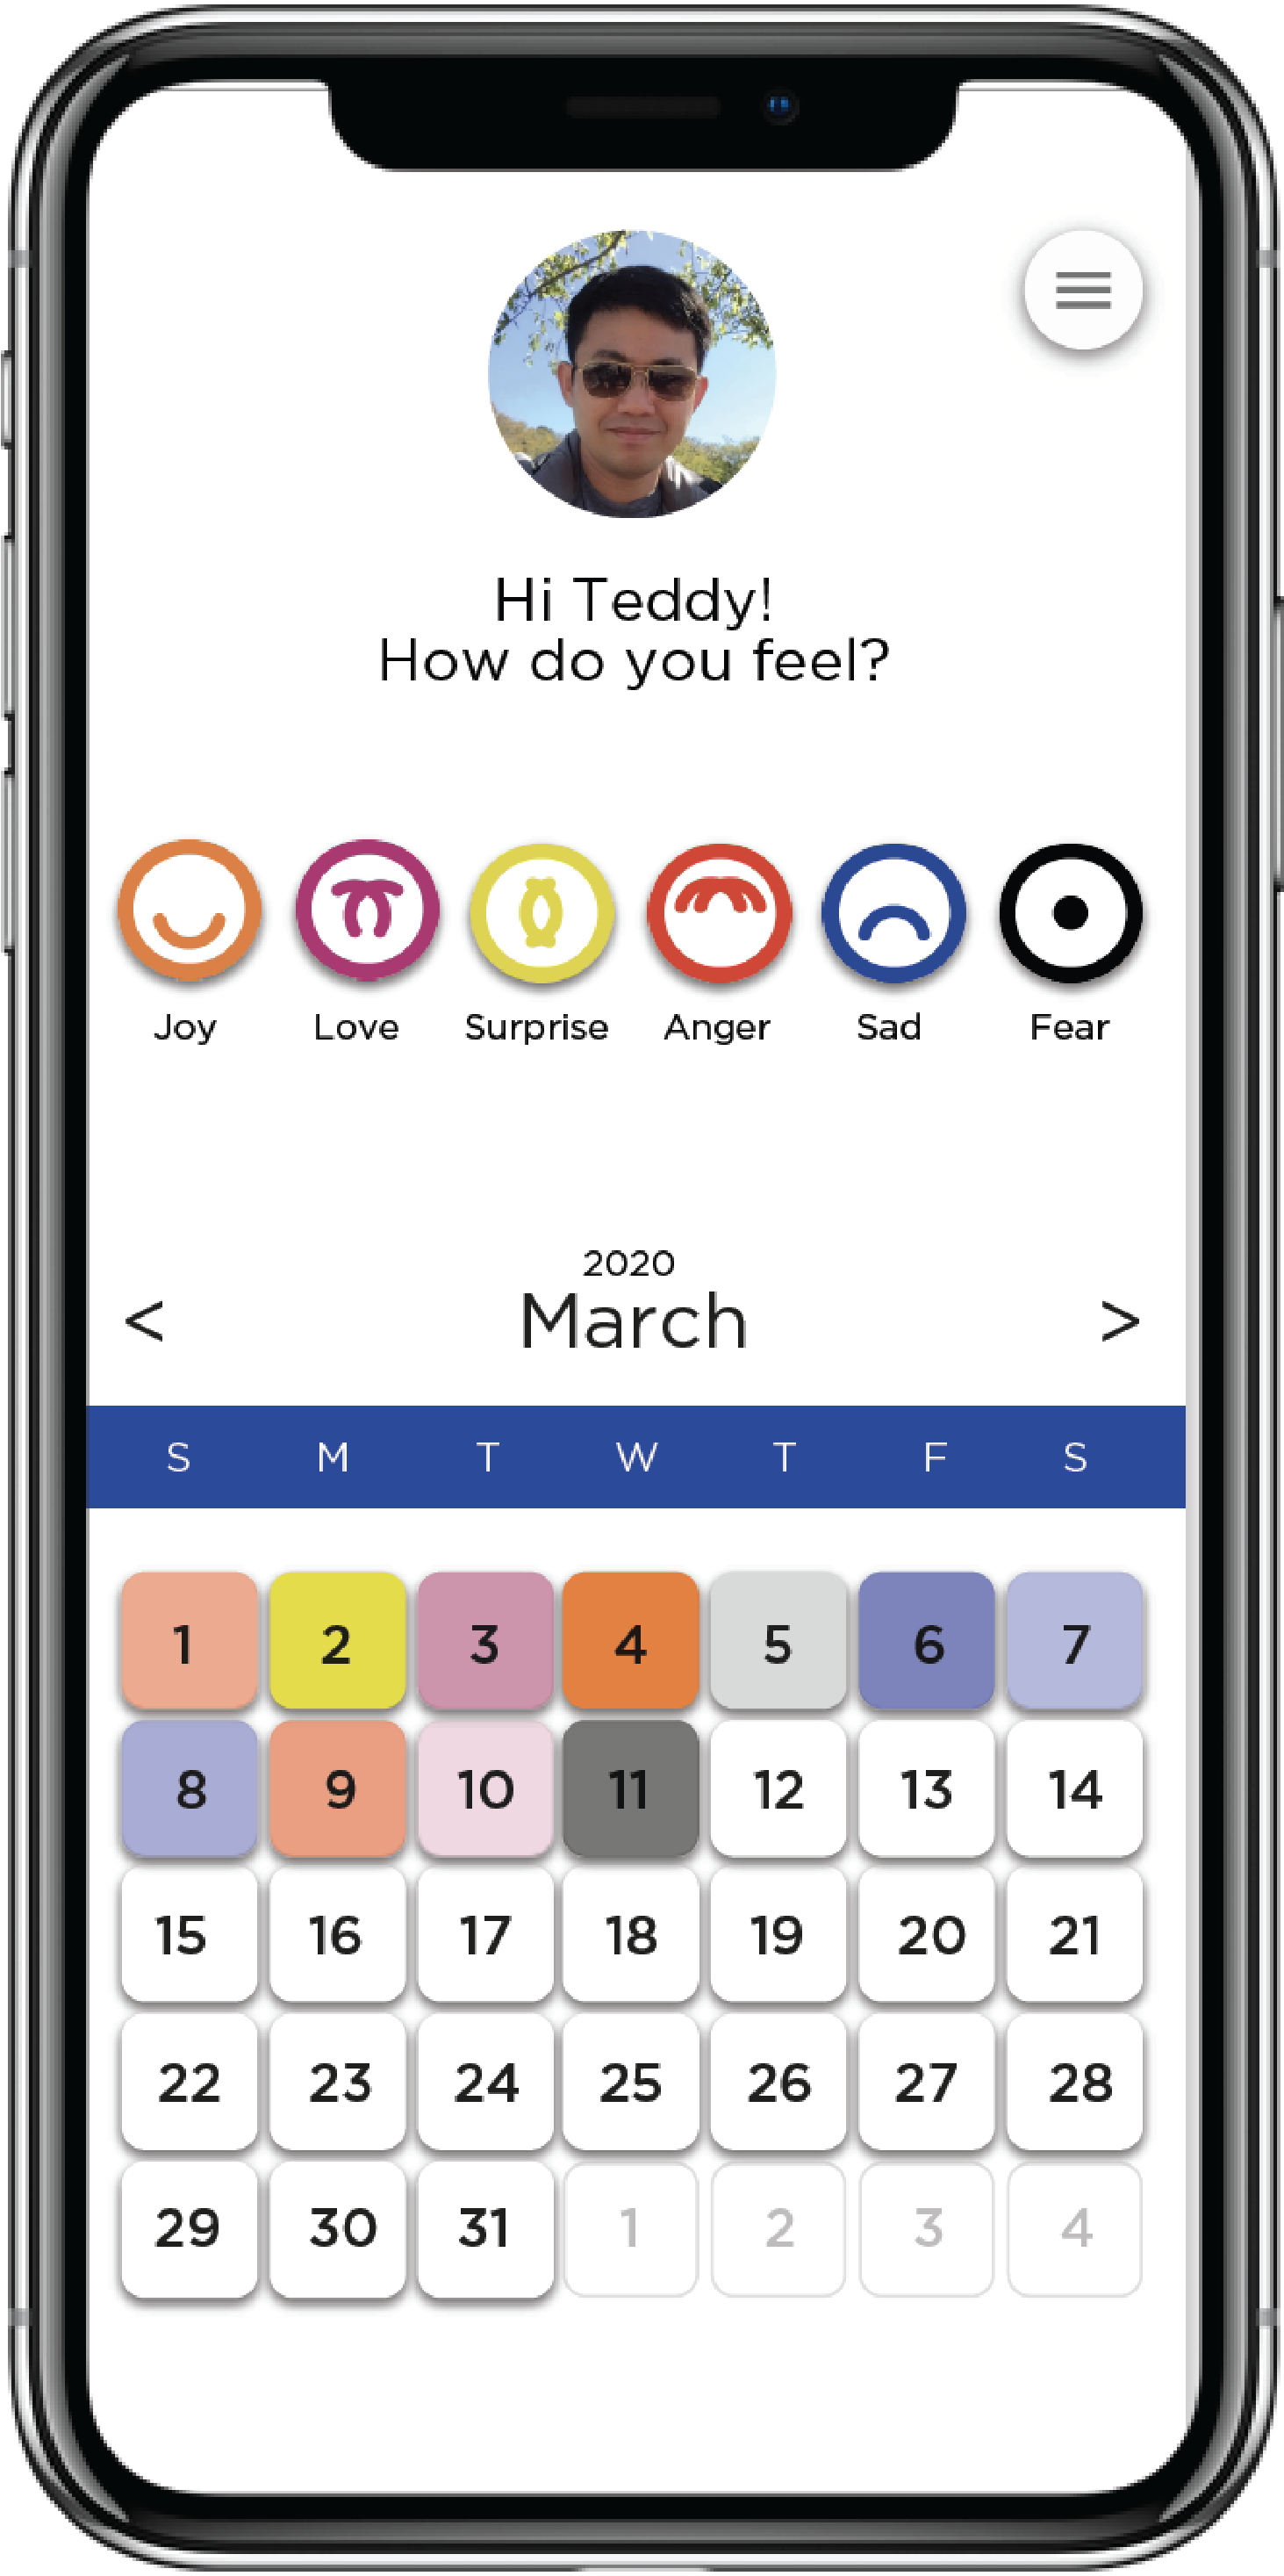 Hi Teddy!
How do you feel?
Joy Love Surprise Anger Sad Fear
2020
< March >
S M T W T F S
1 2 3 4 5 6 7
8 9 10 11 12 13 14
15 16 17 18 19 20 21
22 23 24 25 26 27 28
29 30 31 1 2 3 4